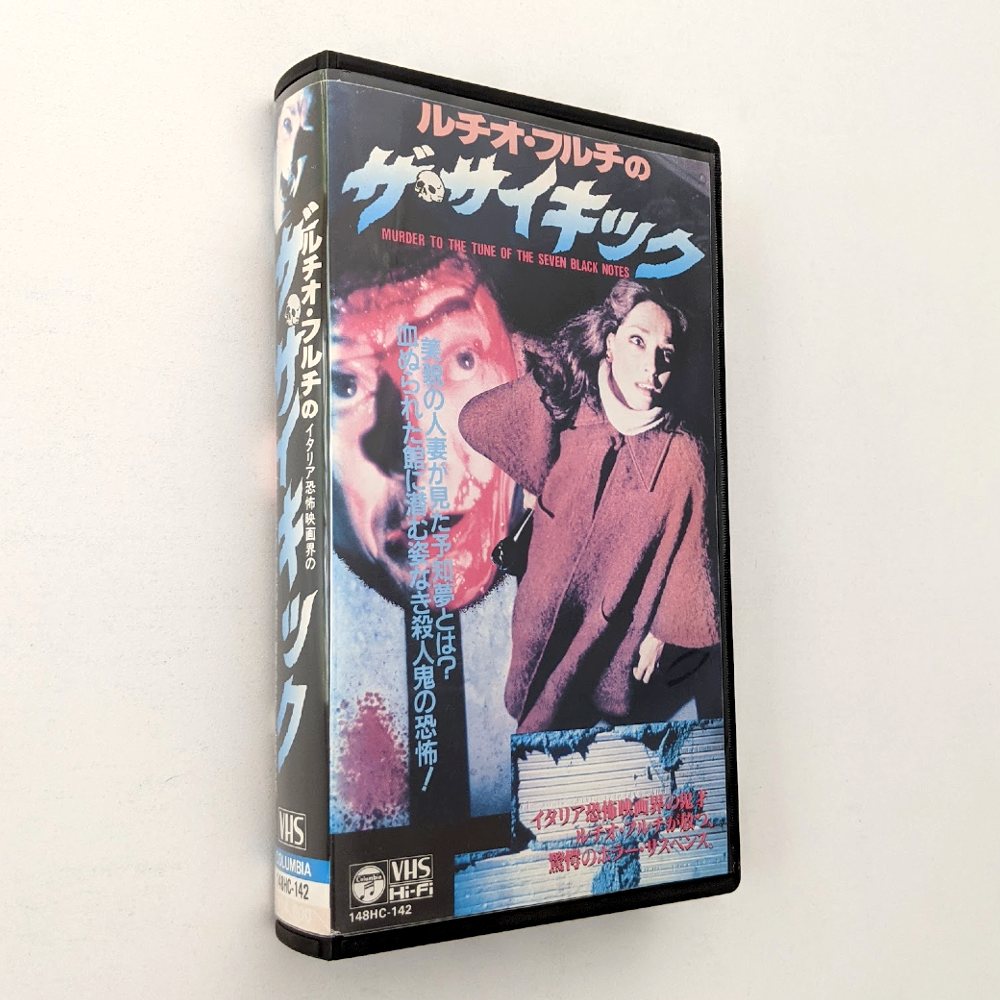 ルチオ・フルチの
ザ・サイキック
MURDER TO THE TUNE OF THE SEVEN BLACK NOTES
美貌の人妻が見た予知夢とは?
血ぬられた館に潜む姿なき殺人鬼の恐怖!
イタリア恐怖映画界の鬼才
ルチオ・フルチが放つ、
驚愕のホラー・サスペンス。
Columbia
VHS
Hi-Fi
148HC-142
イタリア恐怖映画界の
ルチオ・フルチの
ザ・サイキック
VHS
COLUMBIA
148HC-142